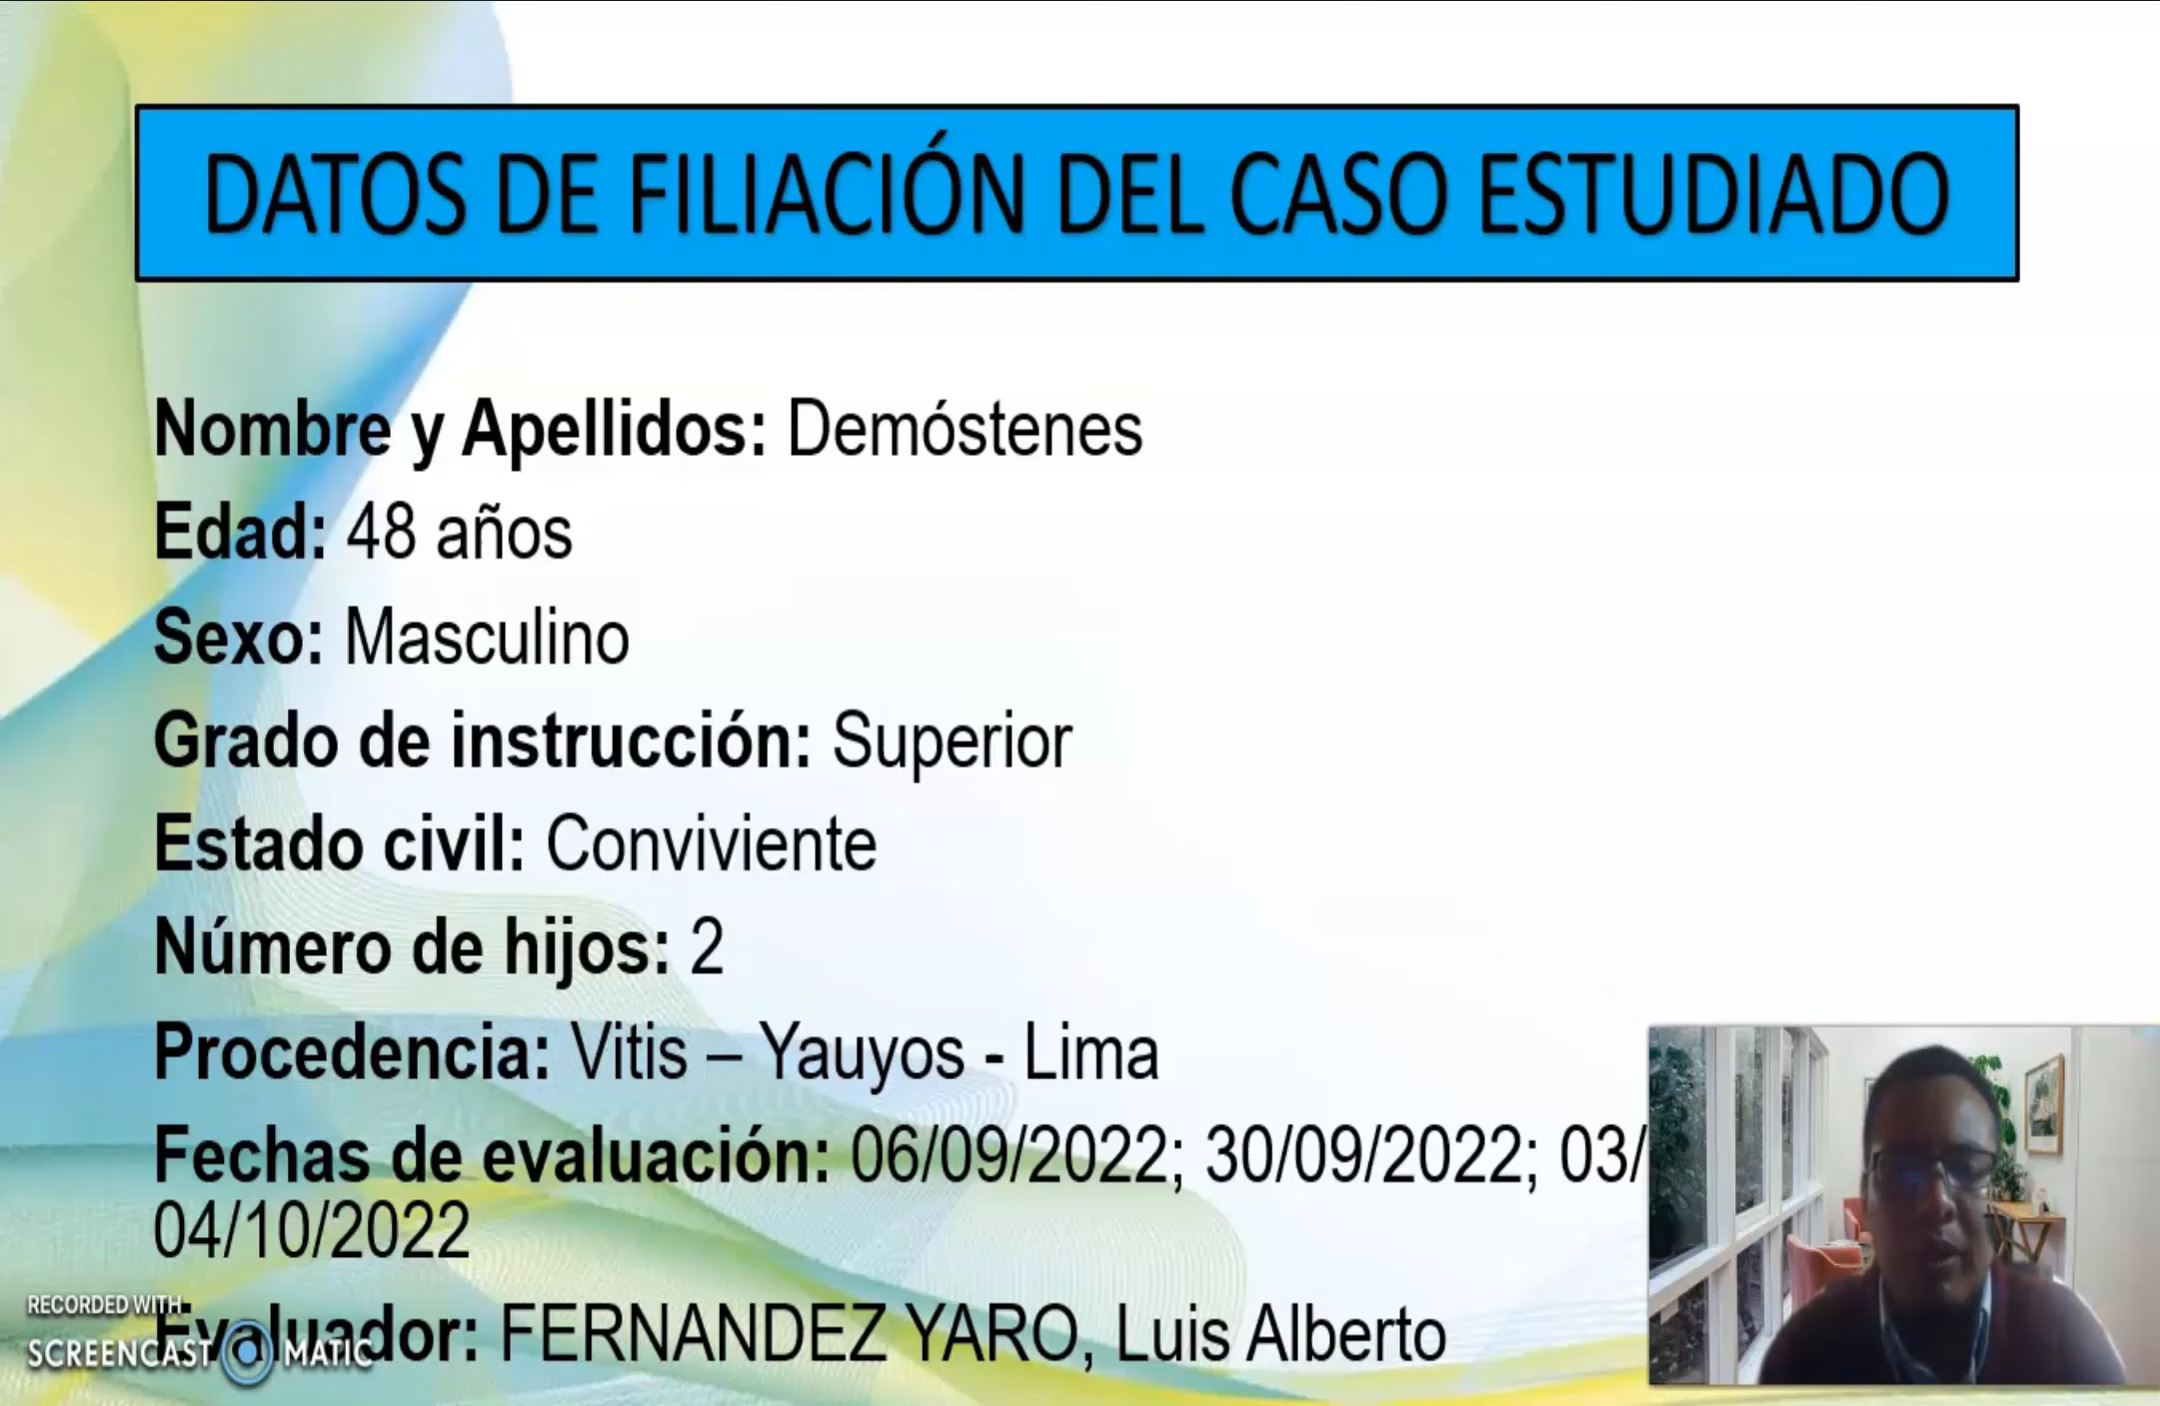 DATOS DE FILIACIÓN DEL CASO ESTUDIADO
Nombre y Apellidos: Demóstenes
Edad: 48 años
Sexo: Masculino
Grado de instrucción: Superior
Estado civil: Conviviente
Número de hijos: 2
Procedencia: Vitis – Yauyos - Lima
Fechas de evaluación: 06/09/2022; 30/09/2022; 03/
04/10/2022
Evaluador: FERNANDEZ YARO, Luis Alberto
RECORDED WITH
SCREENCAST MATIC